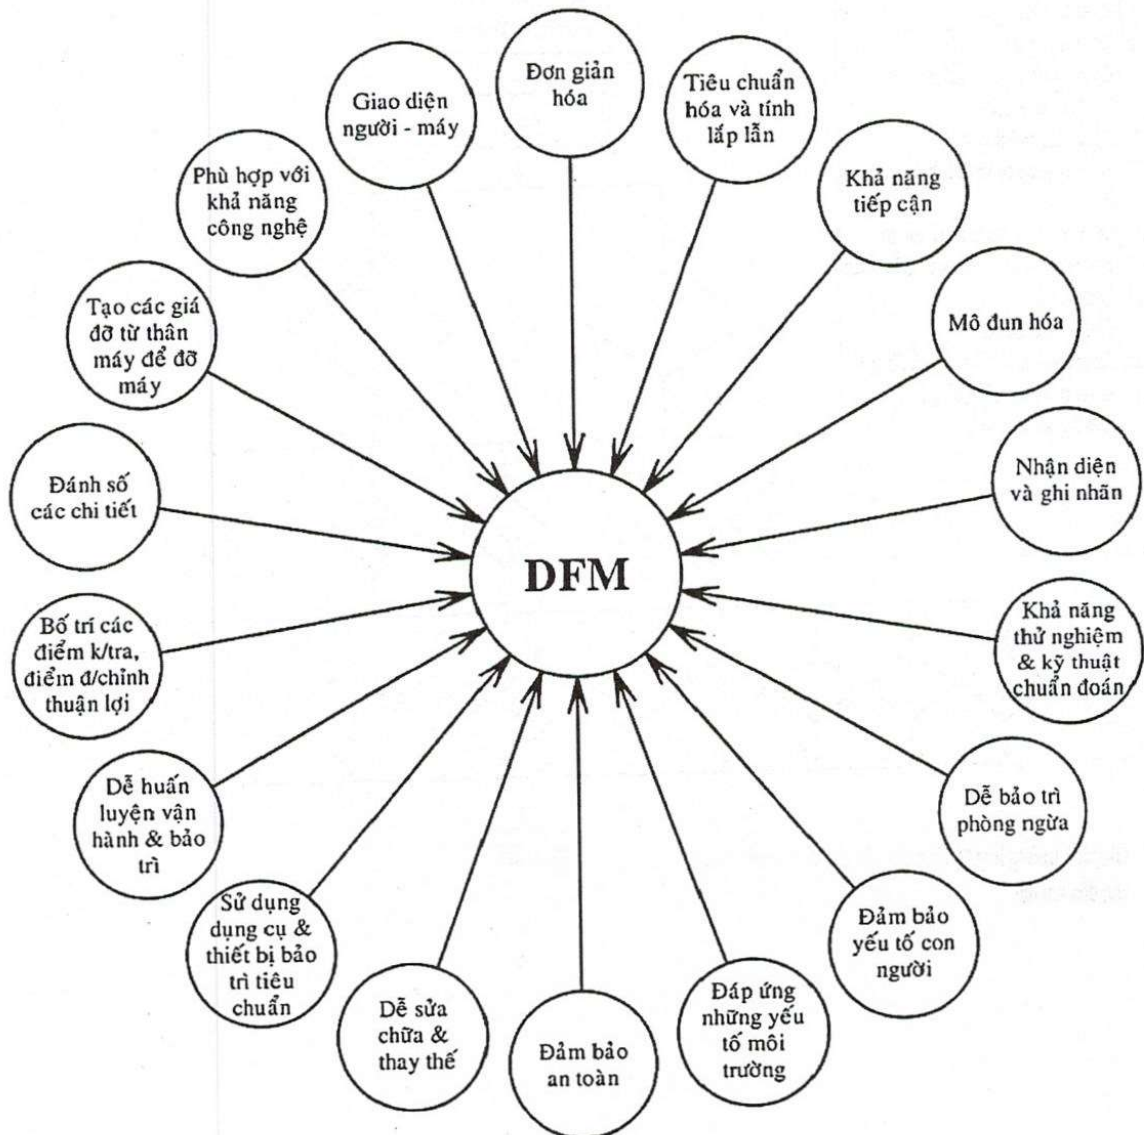 Đơn giản
hóa
Tiêu chuẩn
hóa và tính
lắp lẫn
Khả năng
tiếp cận
Mô đun hóa
Nhận diện
và ghi nhãn
Khả năng
thử nghiệm
& kỹ thuật
chuẩn đoán
Dễ bảo trì
phòng ngừa
Đảm bảo
yếu tố con
người
Đáp ứng
những yếu
tố môi
trường
Đảm bảo
an toàn
Dễ sửa
chữa &
thay thế
Sử dụng
dụng cụ &
thiết bị bảo
trì tiêu
chuẩn
Dễ huấn
luyện vận
hành & bảo
trì
Bố trí các
điểm k/tra,
điểm đ/chỉnh
thuận lợi
Đánh số
các chi tiết
Tạo các giá
đỡ từ thân
máy để đỡ
máy
Phù hợp với
khả năng
công nghệ
Giao diện
người - máy
DFM